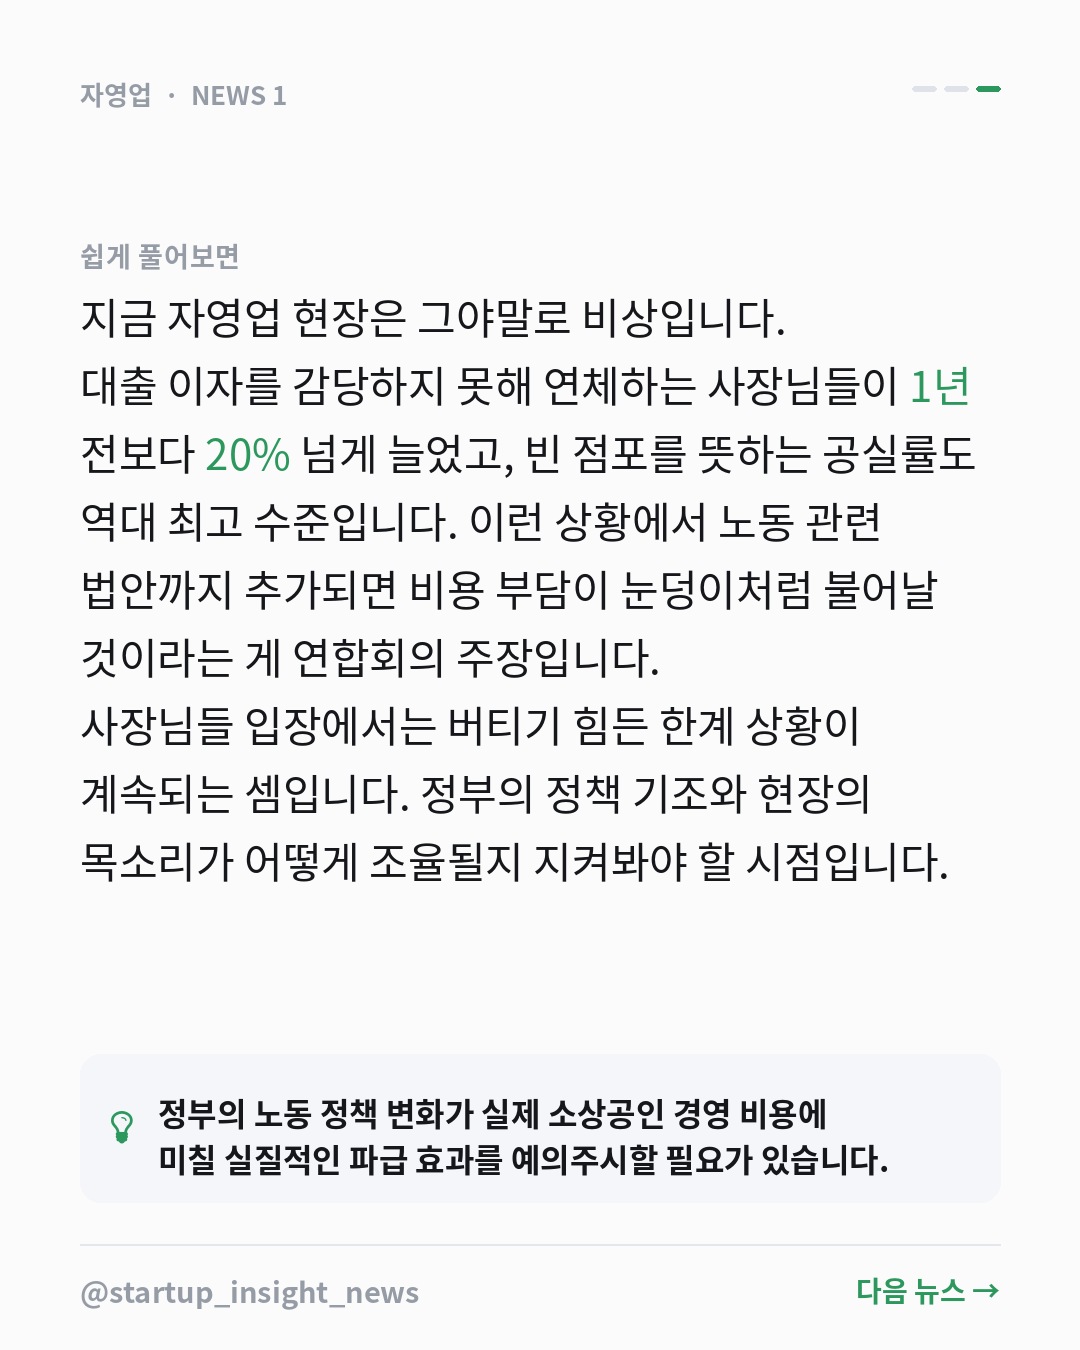 자영업 · NEWS 1
쉽게 풀어보면
지금 자영업 현장은 그야말로 비상입니다.
대출 이자를 감당하지 못해 연체하는 사장님들이 1년
전보다 20% 넘게 늘었고, 빈 점포를 뜻하는 공실률도
역대 최고 수준입니다. 이런 상황에서 노동 관련
법안까지 추가되면 비용 부담이 눈덩이처럼 불어날
것이라는 게 연합회의 주장입니다.
사장님들 입장에서는 버티기 힘든 한계 상황이
계속되는 셈입니다. 정부의 정책 기조와 현장의
목소리가 어떻게 조율될지 지켜봐야 할 시점입니다.
정부의 노동 정책 변화가 실제 소상공인 경영 비용에
미칠 실질적인 파급 효과를 예의주시할 필요가 있습니다.
@startup_insight_news
다음 뉴스 →